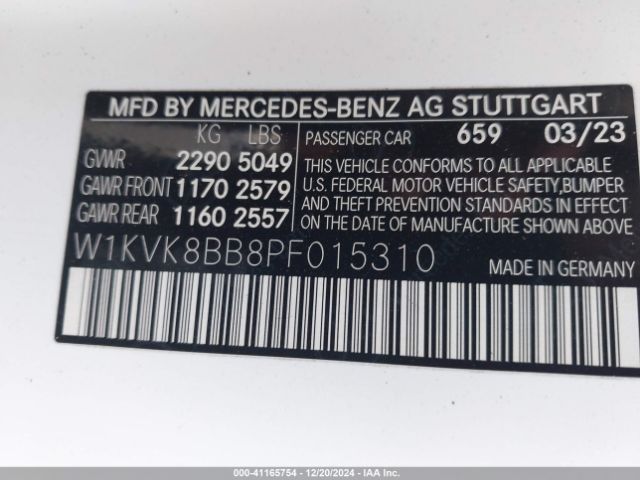 MFD BY MERCEDES-BENZ AG STUTTGART
KG LBS
GVWR 2290 5049
GAWR FRONT 1170 2579
GAWR REAR 1160 2557
PASSENGER CAR 659 03/23
THIS VEHICLE CONFORMS TO ALL APPLICABLE
U.S. FEDERAL MOTOR VEHICLE SAFETY,BUMPER
AND THEFT PREVENTION STANDARDS IN EFFECT
ON THE DATE OF MANUFACTURE SHOWN ABOVE
W1KVK8BB8PF015310
MADE IN GERMANY
000-41165754 | 12/20/2024 - IAA Inc.